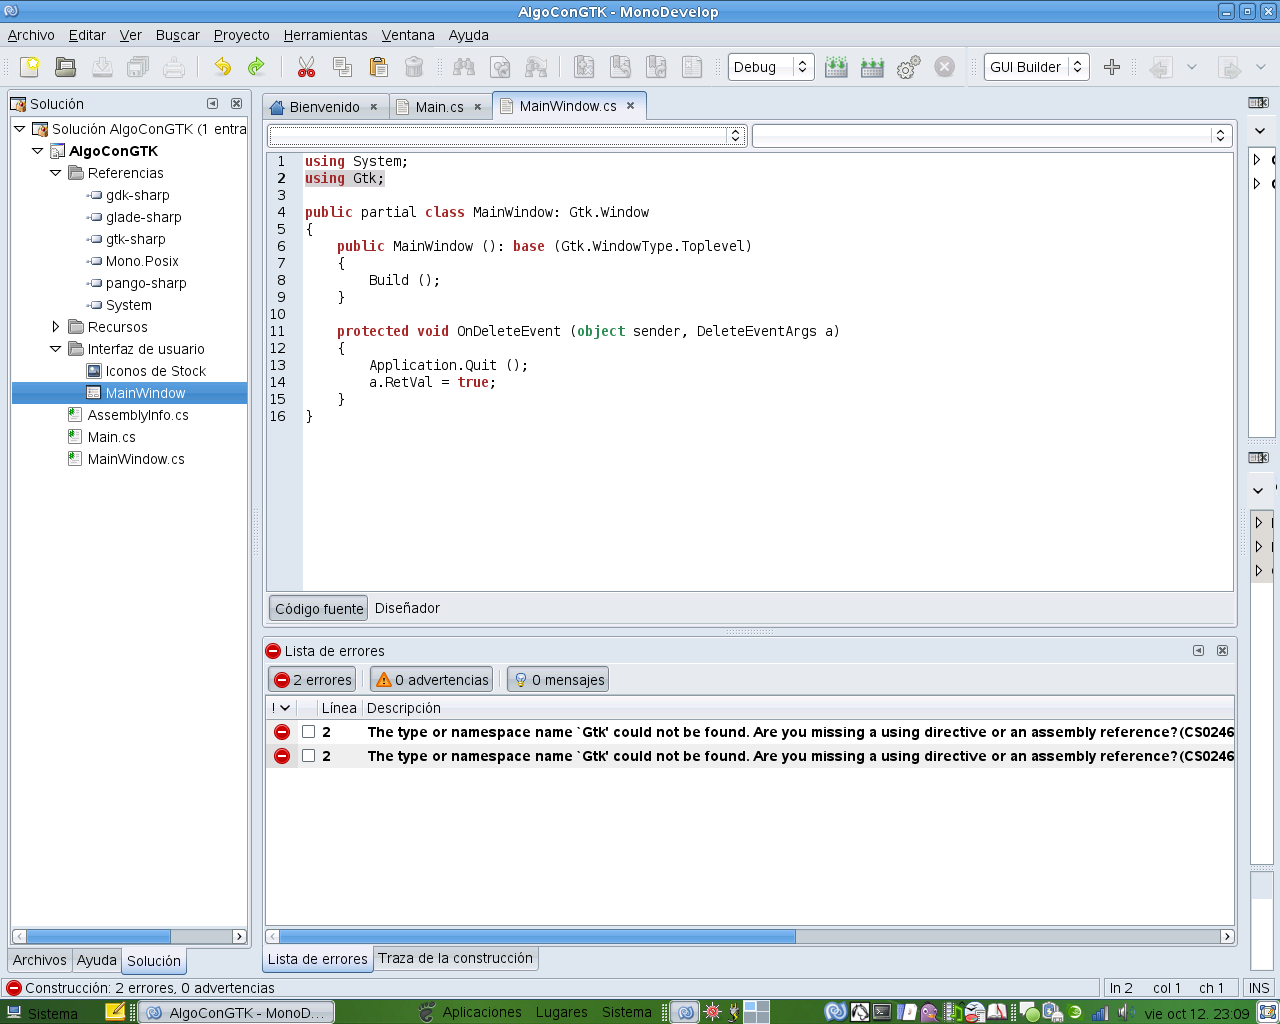 AlgoConGTK - MonoDevelop
Archivo Editar Ver Buscar Proyecto Herramientas Ventana Ayuda
Debug GUI Builder
Solución
Solución AlgoConGTK (1 entra
AlgoConGTK
Referencias
gdk-sharp
glade-sharp
gtk-sharp
Mono.Posix
pango-sharp
System
Recursos
Interfaz de usuario
Iconos de Stock
MainWindow
AssemblyInfo.cs
Main.cs
MainWindow.cs
Archivos Ayuda Solución
Bienvenido Main.cs MainWindow.cs
1 using System;
2 using Gtk;
3
4 public partial class MainWindow: Gtk.Window
5 {
6 public MainWindow (): base (Gtk.WindowType.Toplevel)
7 {
8 Build ();
9 }
10
11 protected void OnDeleteEvent (object sender, DeleteEventArgs a)
12 {
13 Application.Quit ();
14 a.RetVal = true;
15 }
16 }
Código fuente Diseñador
Lista de errores
2 errores 0 advertencias 0 mensajes
! Línea Descripción
2 The type or namespace name `Gtk' could not be found. Are you missing a using directive or an assembly reference?(CS0246
2 The type or namespace name `Gtk' could not be found. Are you missing a using directive or an assembly reference?(CS0246
Lista de errores Traza de la construcción
Construcción: 2 errores, 0 advertencias
ln 2 col 1 ch 1 INS
Sistema AlgoConGTK - MonoD... Aplicaciones Lugares Sistema vie oct 12, 23:09